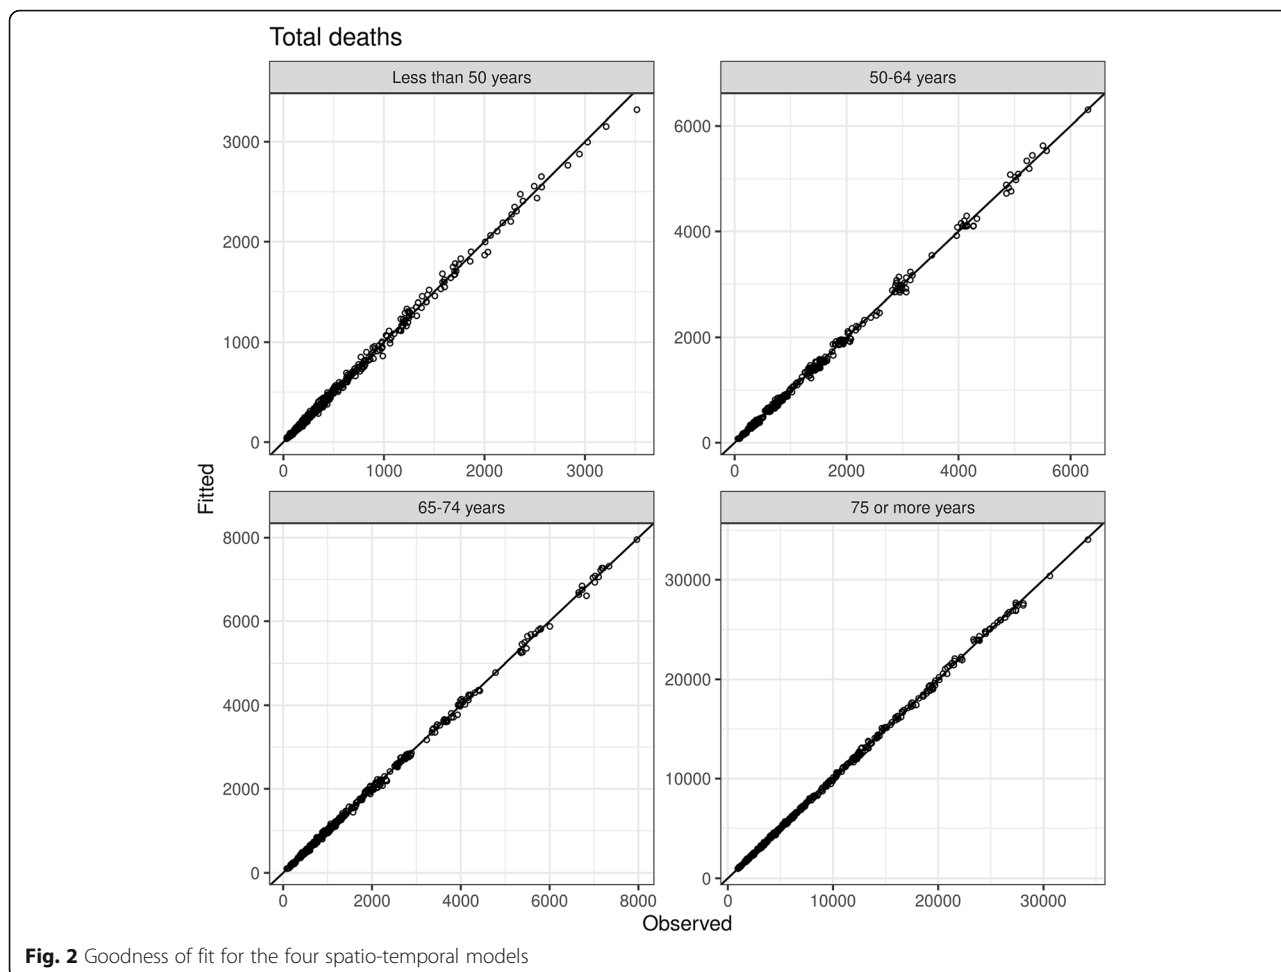 Total deaths
Less than 50 years
50-64 years
3000
2000
1000
0
0 1000 2000 3000
6000
4000
2000
0
0 2000 4000 6000
Fitted
65-74 years
75 or more years
8000
6000
4000
2000
0
0 2000 4000 6000 8000
30000
20000
10000
0
0 10000 20000 30000
Observed
Fig. 2 Goodness of fit for the four spatio-temporal models